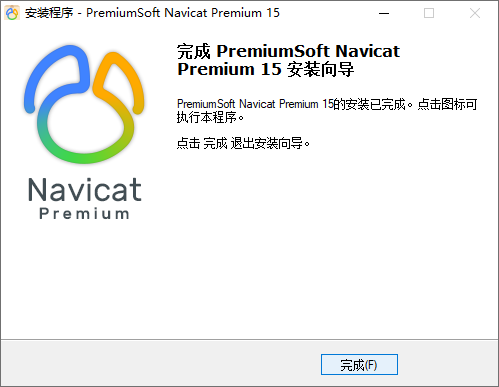 安装程序 - PremiumSoft Navicat Premium 15
完成 PremiumSoft Navicat
Premium 15 安装向导
PremiumSoft Navicat Premium 15的安装已完成。点击图标可
执行本程序。
点击 完成 退出安装向导。
Navicat
Premium
完成(F)